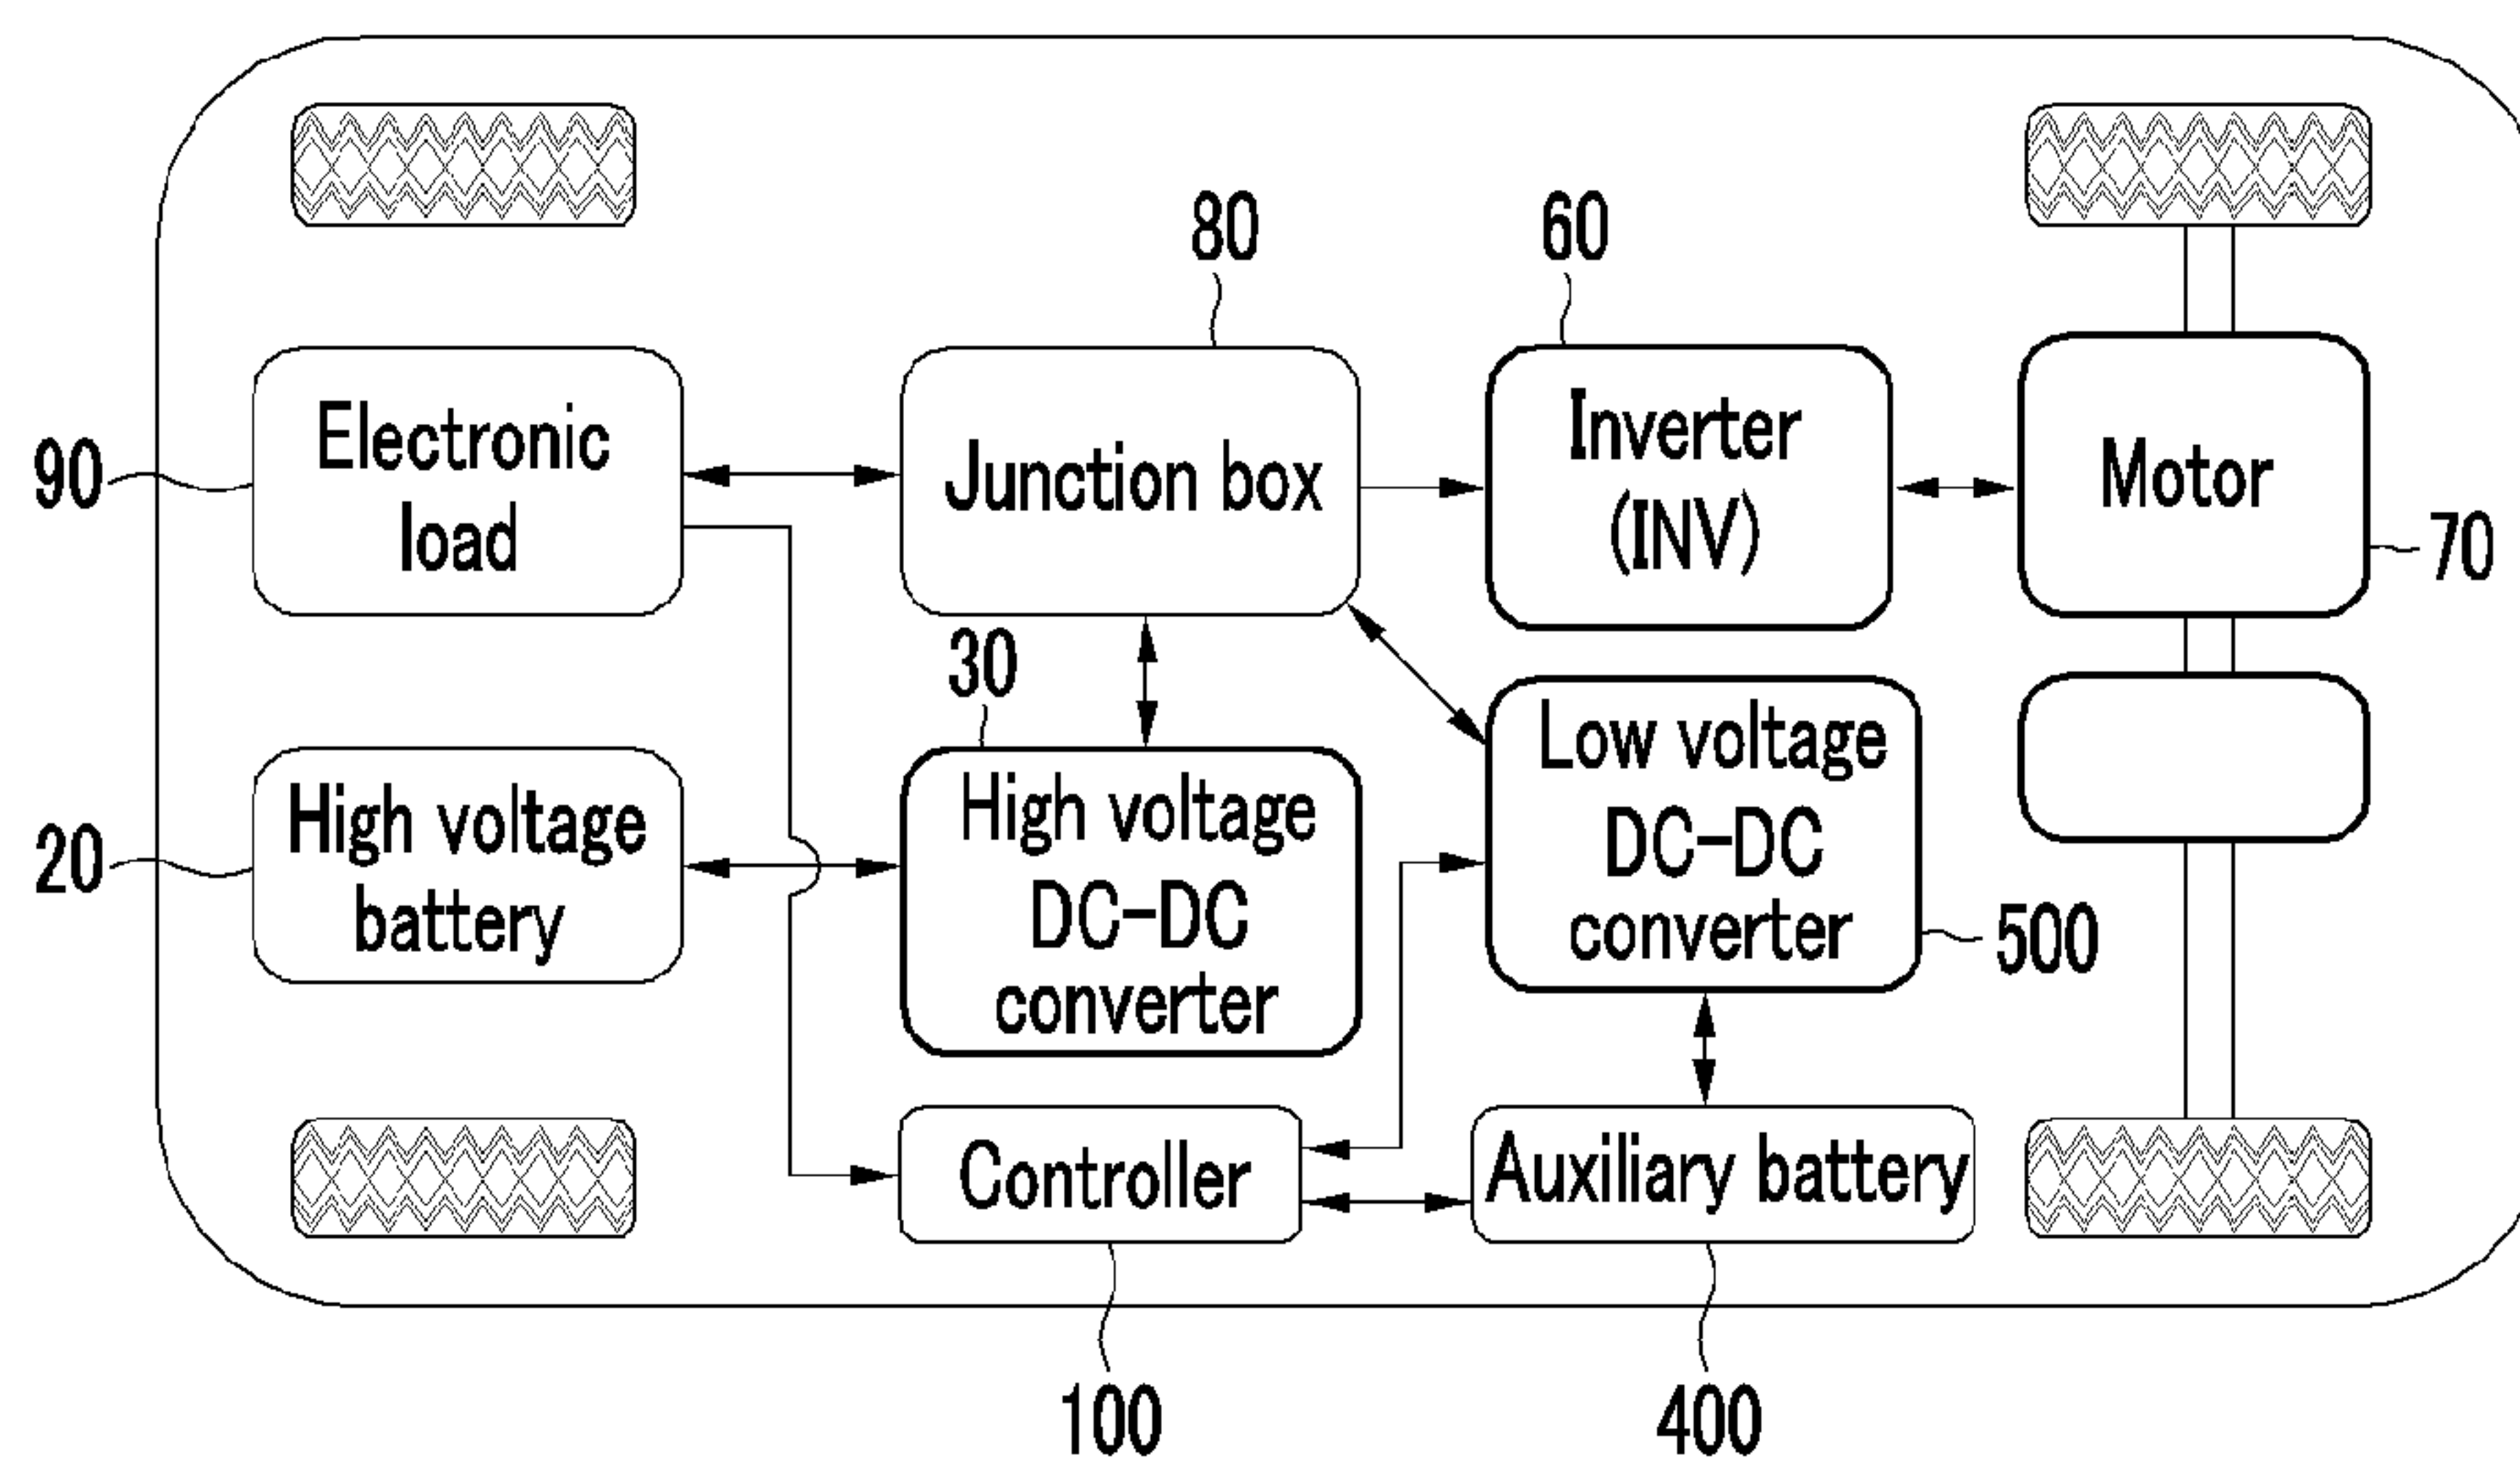 80
60
90
Electronic
load
Junction box
Inverter
(INV)
Motor
70
30
20
High voltage
battery
High voltage
DC-DC
converter
Low voltage
DC-DC
converter
500
Controller
Auxiliary battery
100
400